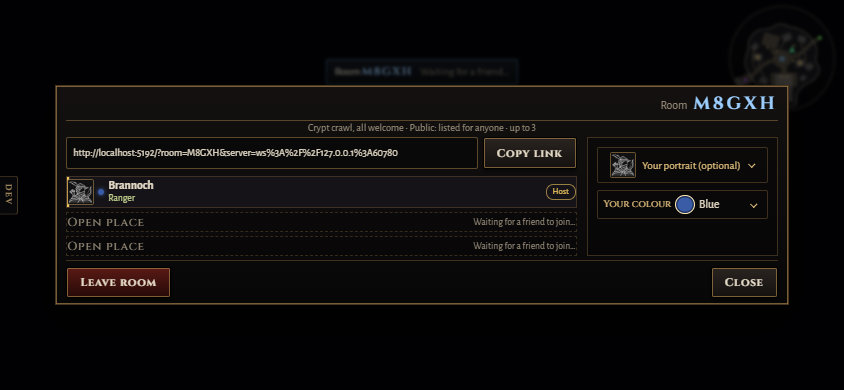 Room M8GXH Waiting for a friend...
Room M8GXH
Crypt crawl, all welcome · Public: listed for anyone · up to 3
http://localhost:5192/?room=M8GXH&server=ws%3A%2F%2F127.0.0.1%3A60780
Copy link
Your portrait (optional)
Brannoch
Ranger
Host
Your colour Blue
Open place Waiting for a friend to join...
Open place Waiting for a friend to join...
Leave room
Close
DEV